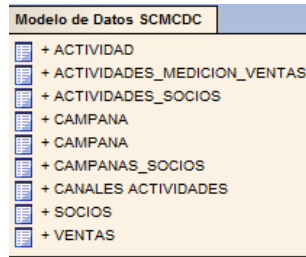 Modelo de Datos SCMCDC
+ ACTIVIDAD
+ ACTIVIDADES_MEDICION_VENTAS
+ ACTIVIDADES_SOCIOS
+ CAMPANA
+ CAMPANA
+ CAMPANAS_SOCIOS
+ CANALES ACTIVIDADES
+ SOCIOS
+ VENTAS